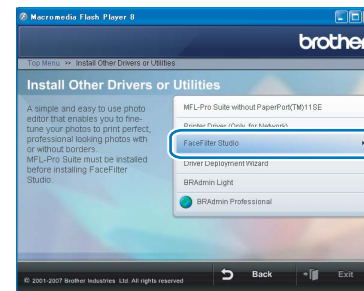 Macromedia Flash Player 8
brother
Top Menu •• Install Other Drivers or Utilities
Install Other Drivers or Utilities
A simple and easy to use photo
editor that enables you to fine-
tune your photos to print perfect,
professional looking photos with
or without borders.
MFL-Pro Suite must be installed
before installing FaceFilter
Studio.
MFL-Pro Suite without PaperPort(TM)11SE
Printer Driver (Only, for Network)
FaceFilter Studio
Driver Deployment Wizard
BRAdmin Light
BRAdmin Professional
© 2001-2007 Brother Industries Ltd. All rights reserved
Back
Exit